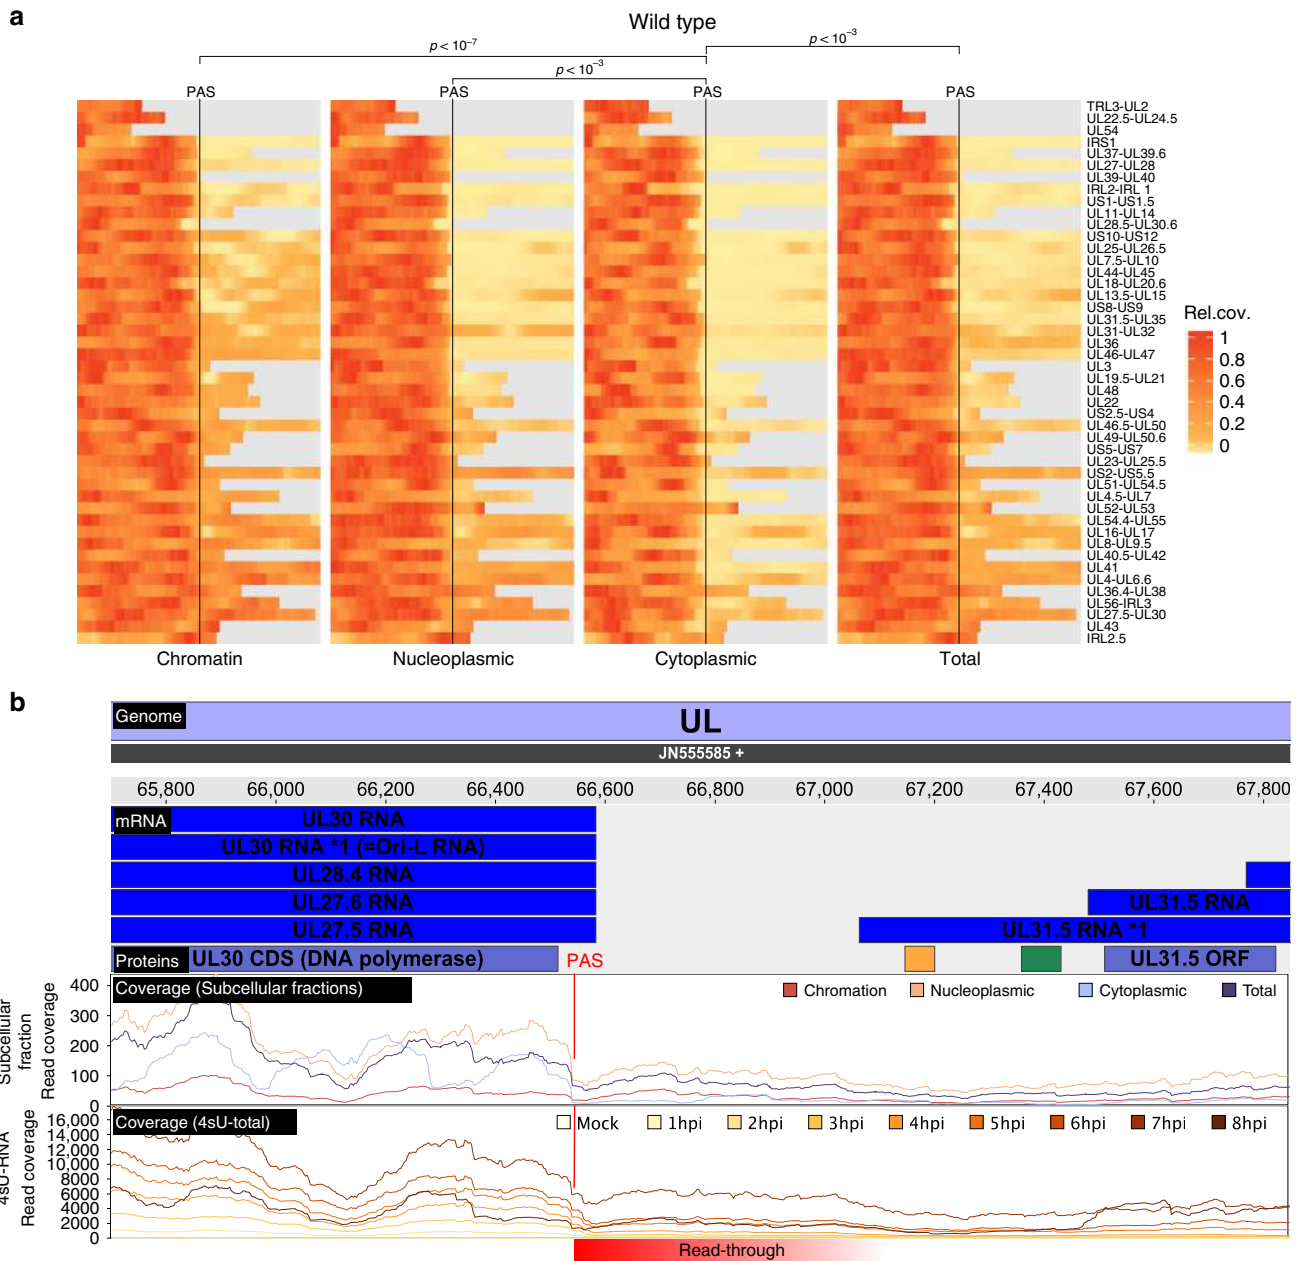 a
Wild type
p < 10−7
p < 10−3
p < 10−3
PAS
PAS
PAS
PAS
TRL3-UL2
UL22.5-UL24.5
UL54
IRS1
UL37-UL39.6
UL27-UL28
UL39-UL40
IRL2-IRL 1
US1-US1.5
UL11-UL14
UL28.5-UL30.6
US10-US12
UL25-UL26.5
UL7.5-UL10
UL44-UL45
UL18-UL20.6
UL13.5-UL15
US8-US9
UL31.5-UL35
UL31-UL32
UL36
UL46-UL47
UL3
UL19.5-UL21
UL48
UL22
US2.5-US4
UL46.5-UL50
UL49-UL50.6
US5-US7
UL23-UL25.5
US2-US5.5
UL51-UL54.5
UL4.5-UL7
UL52-UL53
UL54.4-UL55
UL16-UL17
UL8-UL9.5
UL40.5-UL42
UL41
UL4-UL6.6
UL36.4-UL38
UL56-IRL3
UL27.5-UL30
UL43
IRL2.5
Rel.cov.
1
0.8
0.6
0.4
0.2
0
Chromatin
Nucleoplasmic
Cytoplasmic
Total
b
Genome
UL
JN555585 +
65,800
66,000
66,200
66,400
66,600
66,800
67,000
67,200
67,400
67,600
67,800
mRNA
UL30 RNA
UL30 RNA *1 (=Ori-L RNA)
UL28.4 RNA
UL27.6 RNA
UL31.5 RNA
UL27.5 RNA
UL31.5 RNA *1
Proteins
UL30 CDS (DNA polymerase)
PAS
UL31.5 ORF
Coverage (Subcellular fractions)
Chromation
Nucleoplasmic
Cytoplasmic
Total
Subcellular
fraction
Read coverage
400
300
200
100
0
Coverage (4sU-total)
Mock
1hpi
2hpi
3hpi
4hpi
5hpi
6hpi
7hpi
8hpi
4sU-RNA
Read coverage
16,000
14,000
12,000
10,000
8000
6000
4000
2000
0
Read-through